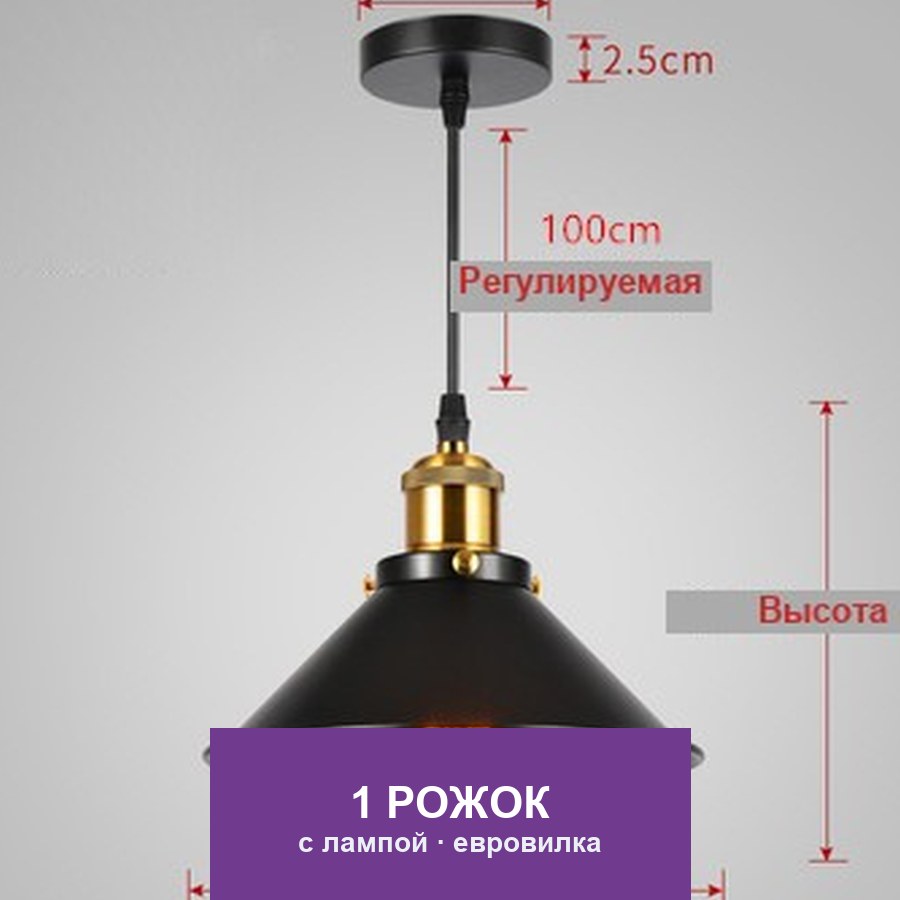 2.5cm
100cm
Регулируемая
Высота
1 РОЖОК
с лампой · евровилка